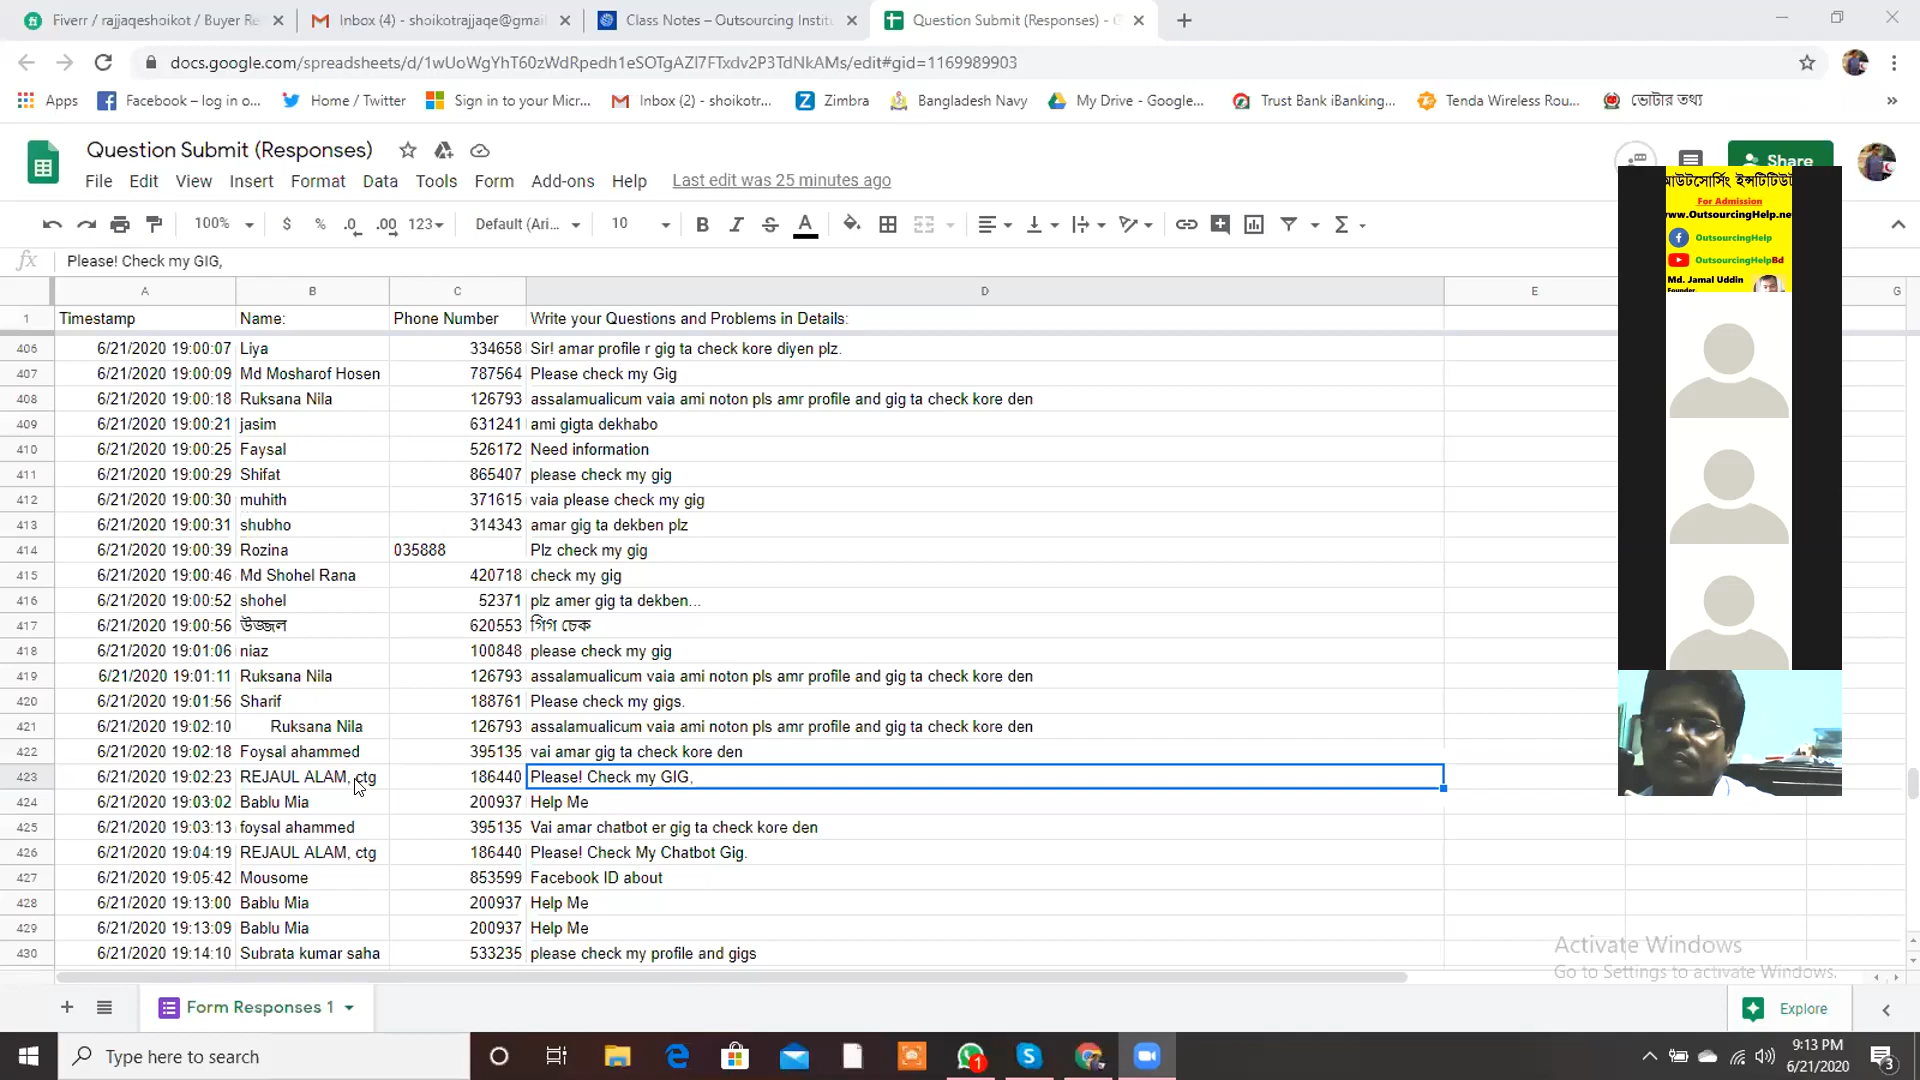 Fiverr / rajjaqeshoikot / Buyer Re
Inbox (4) - shoikotrajjaqe@gmai
Class Notes – Outsourcing Institu
Question Submit (Responses) - G
docs.google.com/spreadsheets/d/1wUoWgYhT60zWdRpedh1eSOTgAZI7FTxdv2P3TdNkAMs/edit#gid=1169989903
Apps
Facebook – log in o...
Home / Twitter
Sign in to your Micr...
Inbox (2) - shoikotr...
Zimbra
Bangladesh Navy
My Drive - Google...
Trust Bank iBanking...
Tenda Wireless Rou...
ভোটার তথ্য
»
Question Submit (Responses)
Share
File Edit View Insert Format Data Tools Form Add-ons Help Last edit was 25 minutes ago
100% $ % .0 .00 123 Default (Ari... 10 B I S A
fx Please! Check my GIG,
A B C D E G
1 Timestamp Name: Phone Number Write your Questions and Problems in Details:
406 6/21/2020 19:00:07 Liya 334658 Sir! amar profile r gig ta check kore diyen plz.
407 6/21/2020 19:00:09 Md Mosharof Hosen 787564 Please check my Gig
408 6/21/2020 19:00:18 Ruksana Nila 126793 assalamualicum vaia ami noton pls amr profile and gig ta check kore den
409 6/21/2020 19:00:21 jasim 631241 ami gigta dekhabo
410 6/21/2020 19:00:25 Faysal 526172 Need information
411 6/21/2020 19:00:29 Shifat 865407 please check my gig
412 6/21/2020 19:00:30 muhith 371615 vaia please check my gig
413 6/21/2020 19:00:31 shubho 314343 amar gig ta dekben plz
414 6/21/2020 19:00:39 Rozina 035888 Plz check my gig
415 6/21/2020 19:00:46 Md Shohel Rana 420718 check my gig
416 6/21/2020 19:00:52 shohel 52371 plz amer gig ta dekben...
417 6/21/2020 19:00:56 উজ্জল 620553 গিগ চেক
418 6/21/2020 19:01:06 niaz 100848 please check my gig
419 6/21/2020 19:01:11 Ruksana Nila 126793 assalamualicum vaia ami noton pls amr profile and gig ta check kore den
420 6/21/2020 19:01:56 Sharif 188761 Please check my gigs.
421 6/21/2020 19:02:10 Ruksana Nila 126793 assalamualicum vaia ami noton pls amr profile and gig ta check kore den
422 6/21/2020 19:02:18 Foysal ahammed 395135 vai amar gig ta check kore den
423 6/21/2020 19:02:23 REJAUL ALAM, ctg 186440 Please! Check my GIG,
424 6/21/2020 19:03:02 Bablu Mia 200937 Help Me
425 6/21/2020 19:03:13 foysal ahammed 395135 Vai amar chatbot er gig ta check kore den
426 6/21/2020 19:04:19 REJAUL ALAM, ctg 186440 Please! Check My Chatbot Gig.
427 6/21/2020 19:05:42 Mousome 853599 Facebook ID about
428 6/21/2020 19:13:00 Bablu Mia 200937 Help Me
429 6/21/2020 19:13:09 Bablu Mia 200937 Help Me
430 6/21/2020 19:14:10 Subrata kumar saha 533235 please check my profile and gigs
আউটসোর্সিং ইন্সটিটিউট
For Admission
www.OutsourcingHelp.ne
OutsourcingHelp
OutsourcingHelpBd
Md. Jamal Uddin
Founder
Activate Windows
Go to Settings to activate Windows.
Form Responses 1
Explore
Type here to search
1
9:13 PM
6/21/2020
3